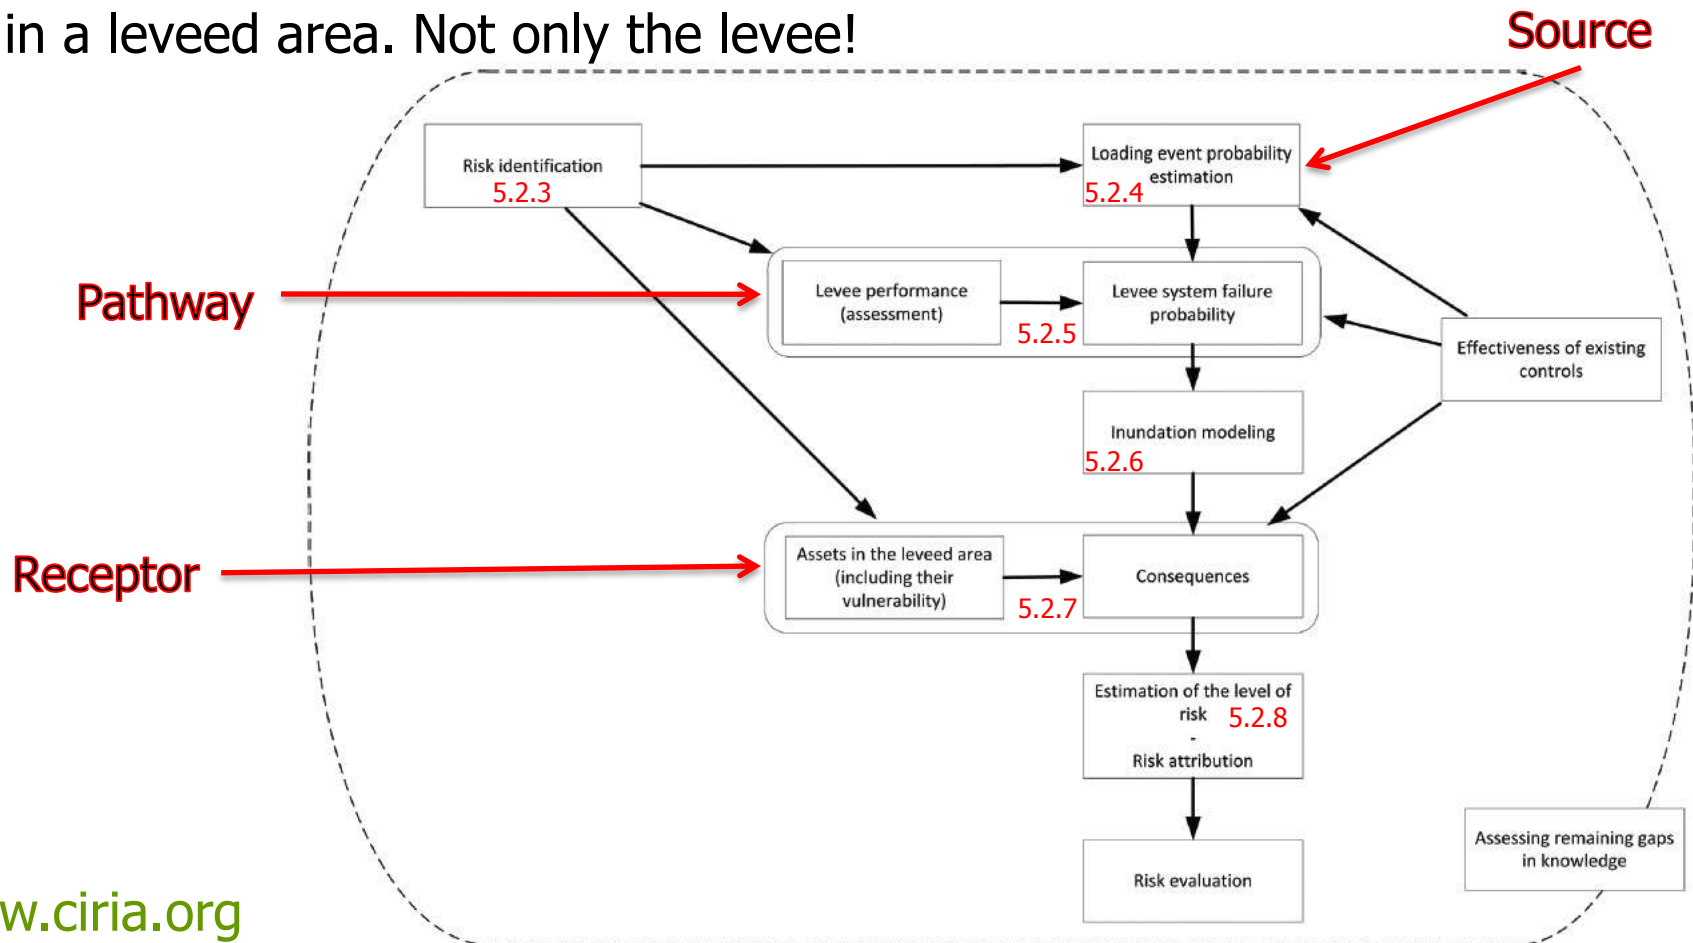 in a leveed area. Not only the levee!
Source
Risk identification
5.2.3
Loading event probability
estimation
5.2.4
Pathway
Levee performance
(assessment)
5.2.5
Levee system failure
probability
Effectiveness of existing
controls
Inundation modeling
5.2.6
Receptor
Assets in the leveed area
(including their
vulnerability)
5.2.7
Consequences
Estimation of the level of
risk 5.2.8
-
Risk attribution
Assessing remaining gaps
in knowledge
Risk evaluation
w.ciria.org